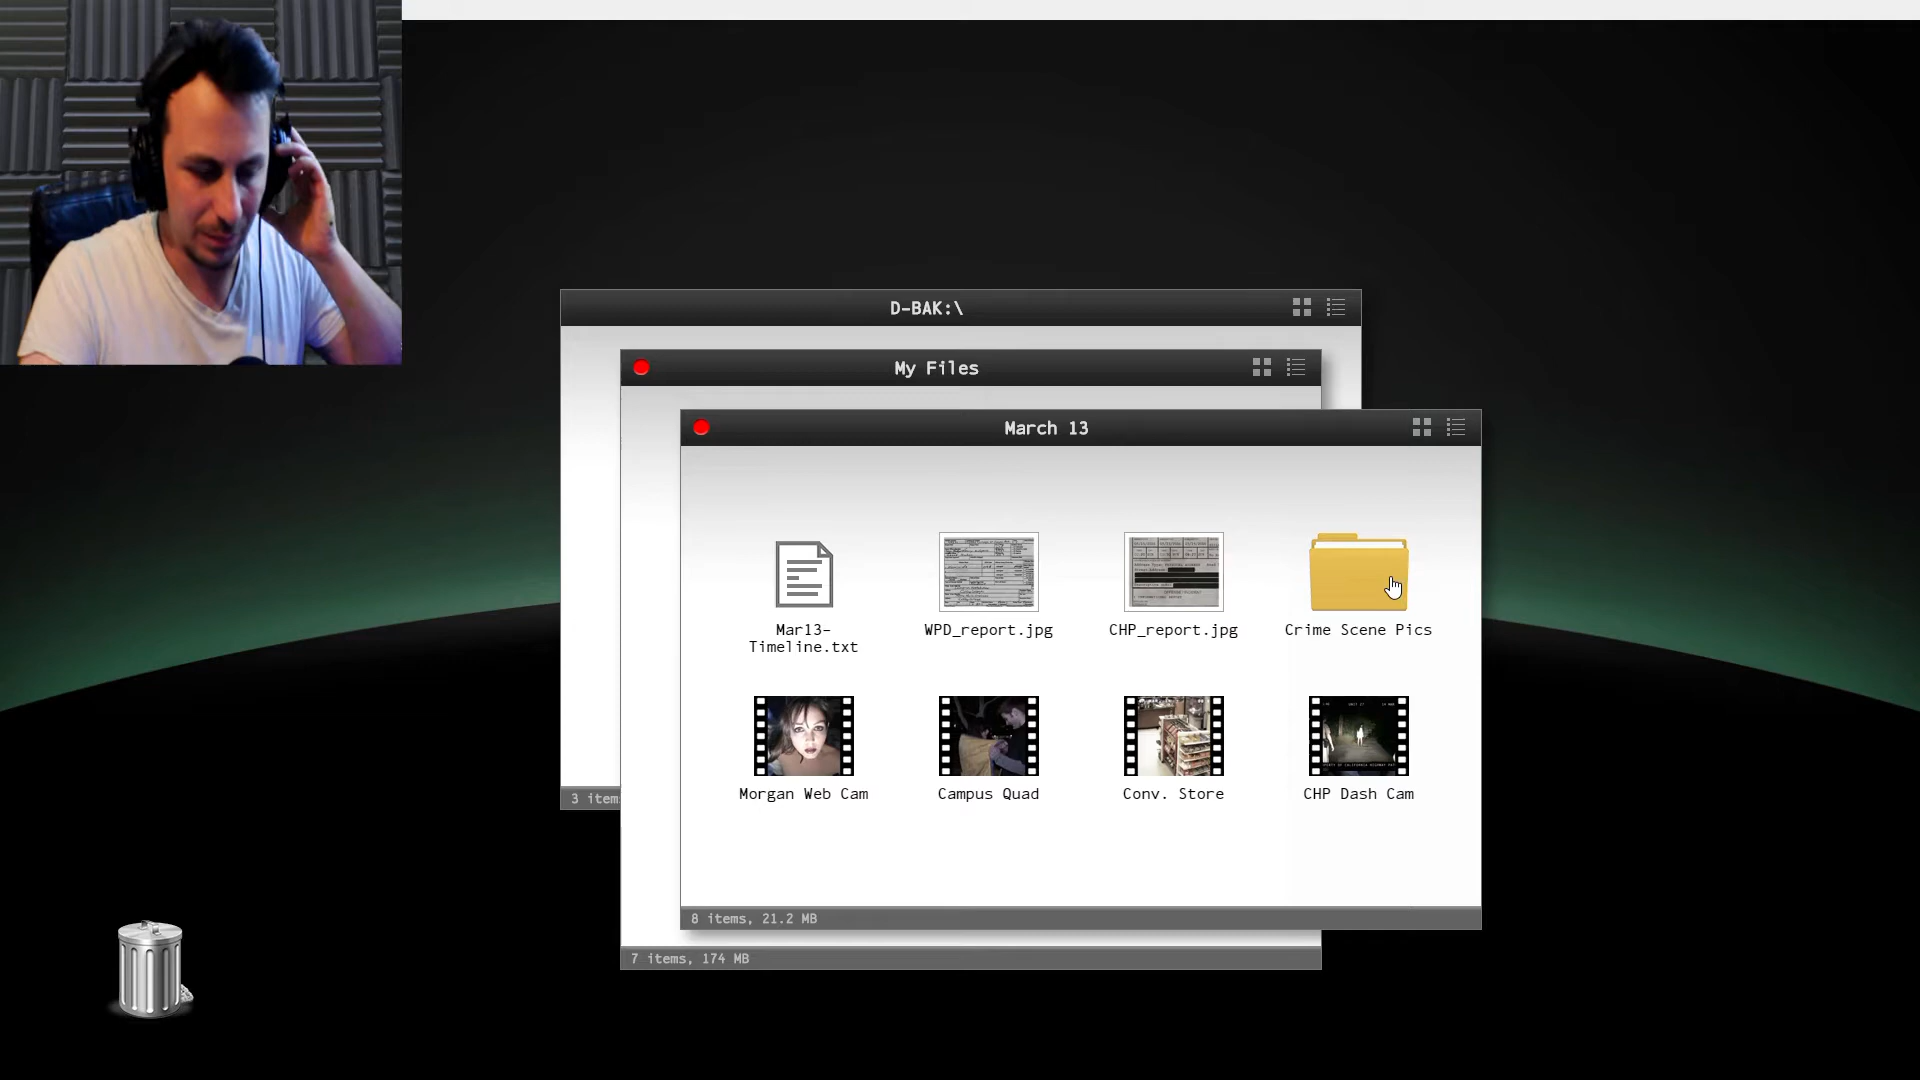 D-BAK:\
My Files
March 13
Mar13-
Timeline.txt
WPD_report.jpg
CHP_report.jpg
Crime Scene Pics
Morgan Web Cam
Campus Quad
Conv. Store
CHP Dash Cam
3 item
8 items, 21.2 MB
7 items, 174 MB